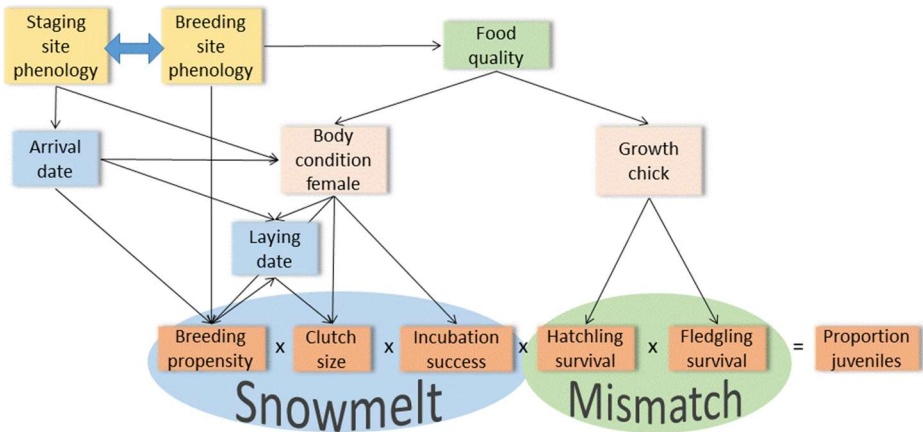 Staging
site
phenology
Breeding
site
phenology
Food
quality
Arrival
date
Body
condition
female
Growth
chick
Laying
date
Breeding
propensity
x
Clutch
size
x
Incubation
success
x
Hatchling
survival
x
Fledgling
survival
=
Proportion
juveniles
Snowmelt
Mismatch